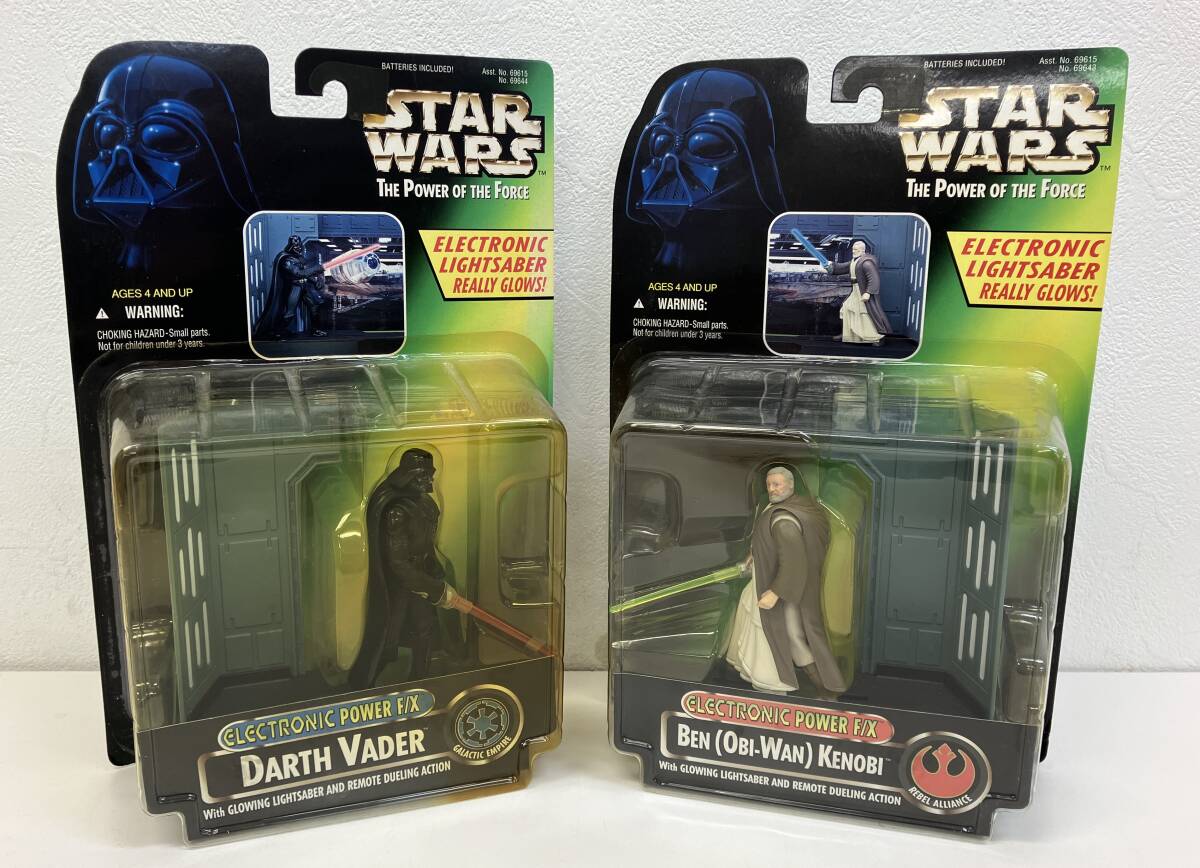 BATTERIES INCLUDED!
Asst. No. 69615
No. 69644
STAR
WARS™
THE POWER OF THE FORCE
ELECTRONIC
LIGHTSABER
REALLY GLOWS!
AGES 4 AND UP
WARNING:
CHOKING HAZARD-Small parts.
Not for children under 3 years.
ELECTRONIC POWER F/X
DARTH VADER™
With GLOWING LIGHTSABER AND REMOTE DUELING ACTION
GALACTIC EMPIRE
BATTERIES INCLUDED!
Asst. No. 69615
No. 69643
STAR
WARS™
THE POWER OF THE FORCE
ELECTRONIC
LIGHTSABER
REALLY GLOWS!
AGES 4 AND UP
WARNING:
CHOKING HAZARD-Small parts.
Not for children under 3 years.
ELECTRONIC POWER F/X
BEN (OBI-WAN) KENOBI™
With GLOWING LIGHTSABER AND REMOTE DUELING ACTION
REBEL ALLIANCE